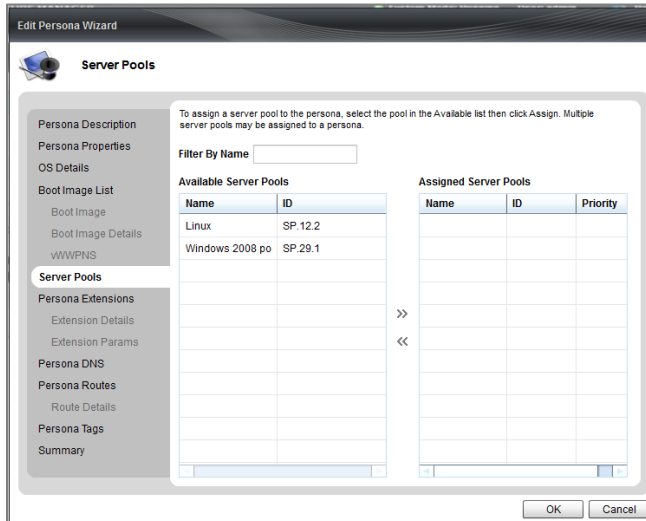 Edit Persona Wizard
Server Pools
Persona Description
Persona Properties
OS Details
Boot Image List
Boot Image
Boot Image Details
vWWPNS
Server Pools
Persona Extensions
Extension Details
Extension Params
Persona DNS
Persona Routes
Route Details
Persona Tags
Summary
To assign a server pool to the persona, select the pool in the Available list then click Assign. Multiple
server pools may be assigned to a persona.
Filter By Name
Available Server Pools
Name ID
Linux SP.12.2
Windows 2008 po SP.29.1
Assigned Server Pools
Name ID Priority
OK Cancel